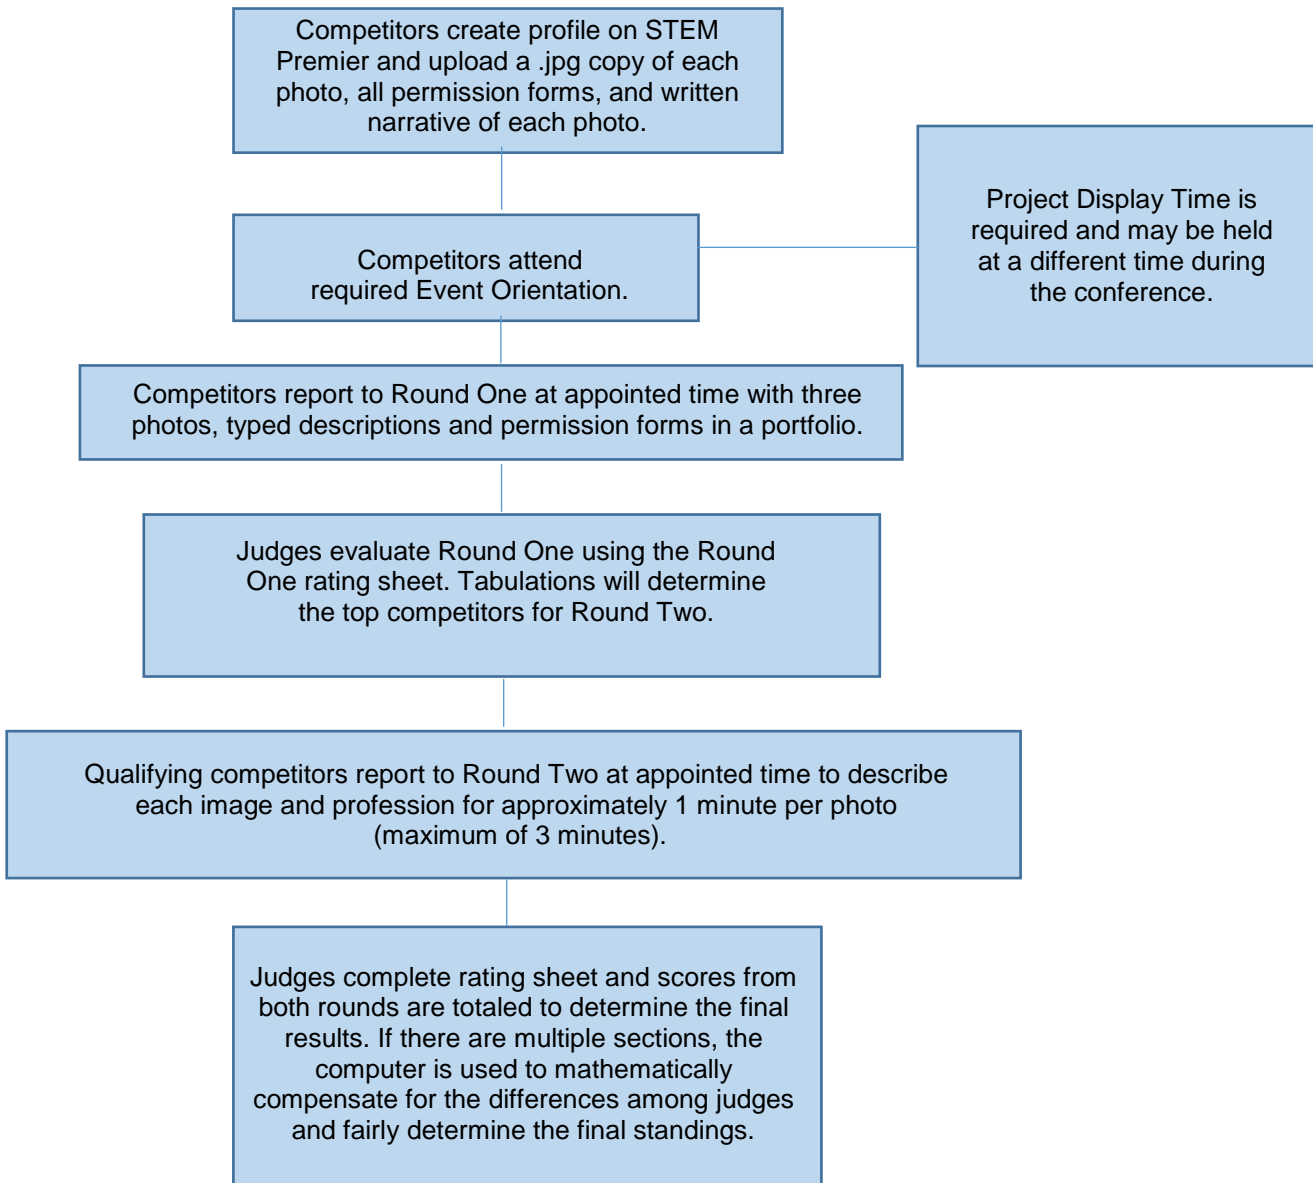 Competitors create profile on STEM
Premier and upload a .jpg copy of each
photo, all permission forms, and written
narrative of each photo.
Project Display Time is
required and may be held
at a different time during
the conference.
Competitors attend
required Event Orientation.
Competitors report to Round One at appointed time with three
photos, typed descriptions and permission forms in a portfolio.
Judges evaluate Round One using the Round
One rating sheet. Tabulations will determine
the top competitors for Round Two.
Qualifying competitors report to Round Two at appointed time to describe
each image and profession for approximately 1 minute per photo
(maximum of 3 minutes).
Judges complete rating sheet and scores from
both rounds are totaled to determine the final
results. If there are multiple sections, the
computer is used to mathematically
compensate for the differences among judges
and fairly determine the final standings.